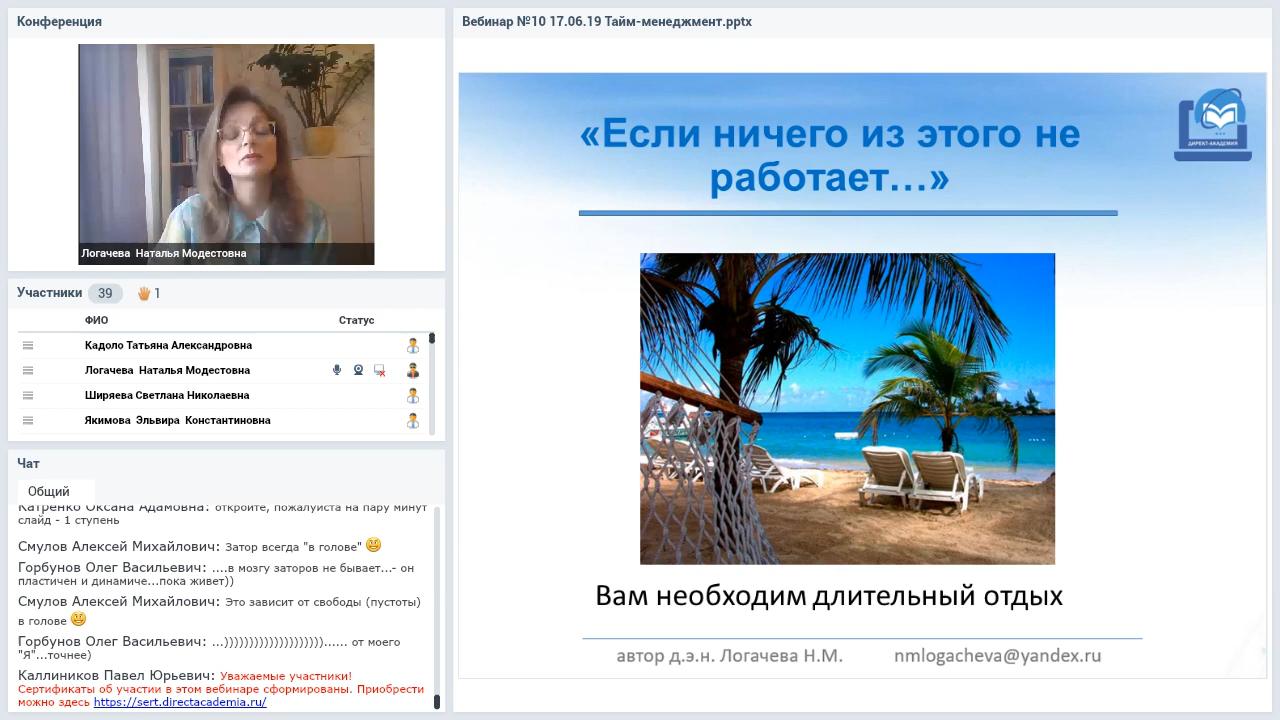 Конференция
Логачева  Наталья Модестовна
Участники 39 1
ФИО Статус
Кадоло Татьяна Александровна
Логачева  Наталья Модестовна
Ширяева Светлана Николаевна
Якимова  Эльвира  Константиновна
Чат
Общий
Катренко Оксана Адамовна: откройте, пожалуйста на пару минут
слайд - 1 ступень
Смулов Алексей Михайлович: Затор всегда "в голове"
Горбунов Олег Васильевич: ....в мозгу заторов не бывает...- он
пластичен и динамиче...пока живет))
Смулов Алексей Михайлович: Это зависит от свободы (пустоты)
в голове
Горбунов Олег Васильевич: ...))))))))))))))))))))...... от моего
"Я"...точнее)
Каллиников Павел Юрьевич: Уважаемые участники!
Сертификаты об участии в этом вебинаре сформированы. Приобрести
можно здесь https://sert.directacademia.ru/
Вебинар №10 17.06.19 Тайм-менеджмент.pptx
«Если ничего из этого не
работает...»
ДИРЕКТ-АКАДЕМИЯ
Вам необходим длительный отдых
автор д.э.н. Логачева Н.М. nmlogacheva@yandex.ru